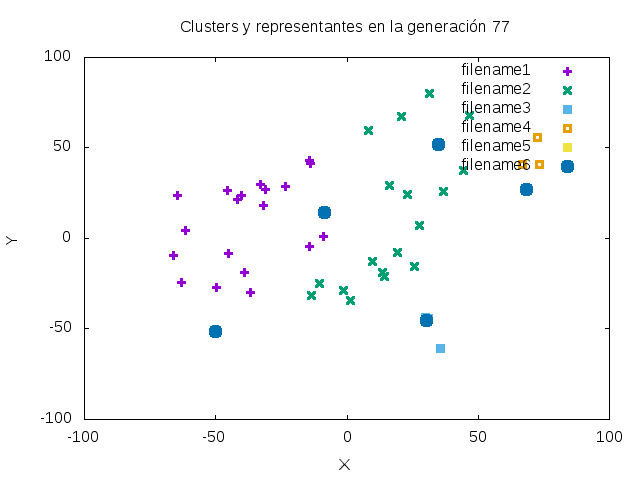 Clusters y representantes en la generación 77
filename1
filename2
filename3
filename4
filename5
filename6
100
50
0
-50
-100
Y
-100
-50
0
50
100
X